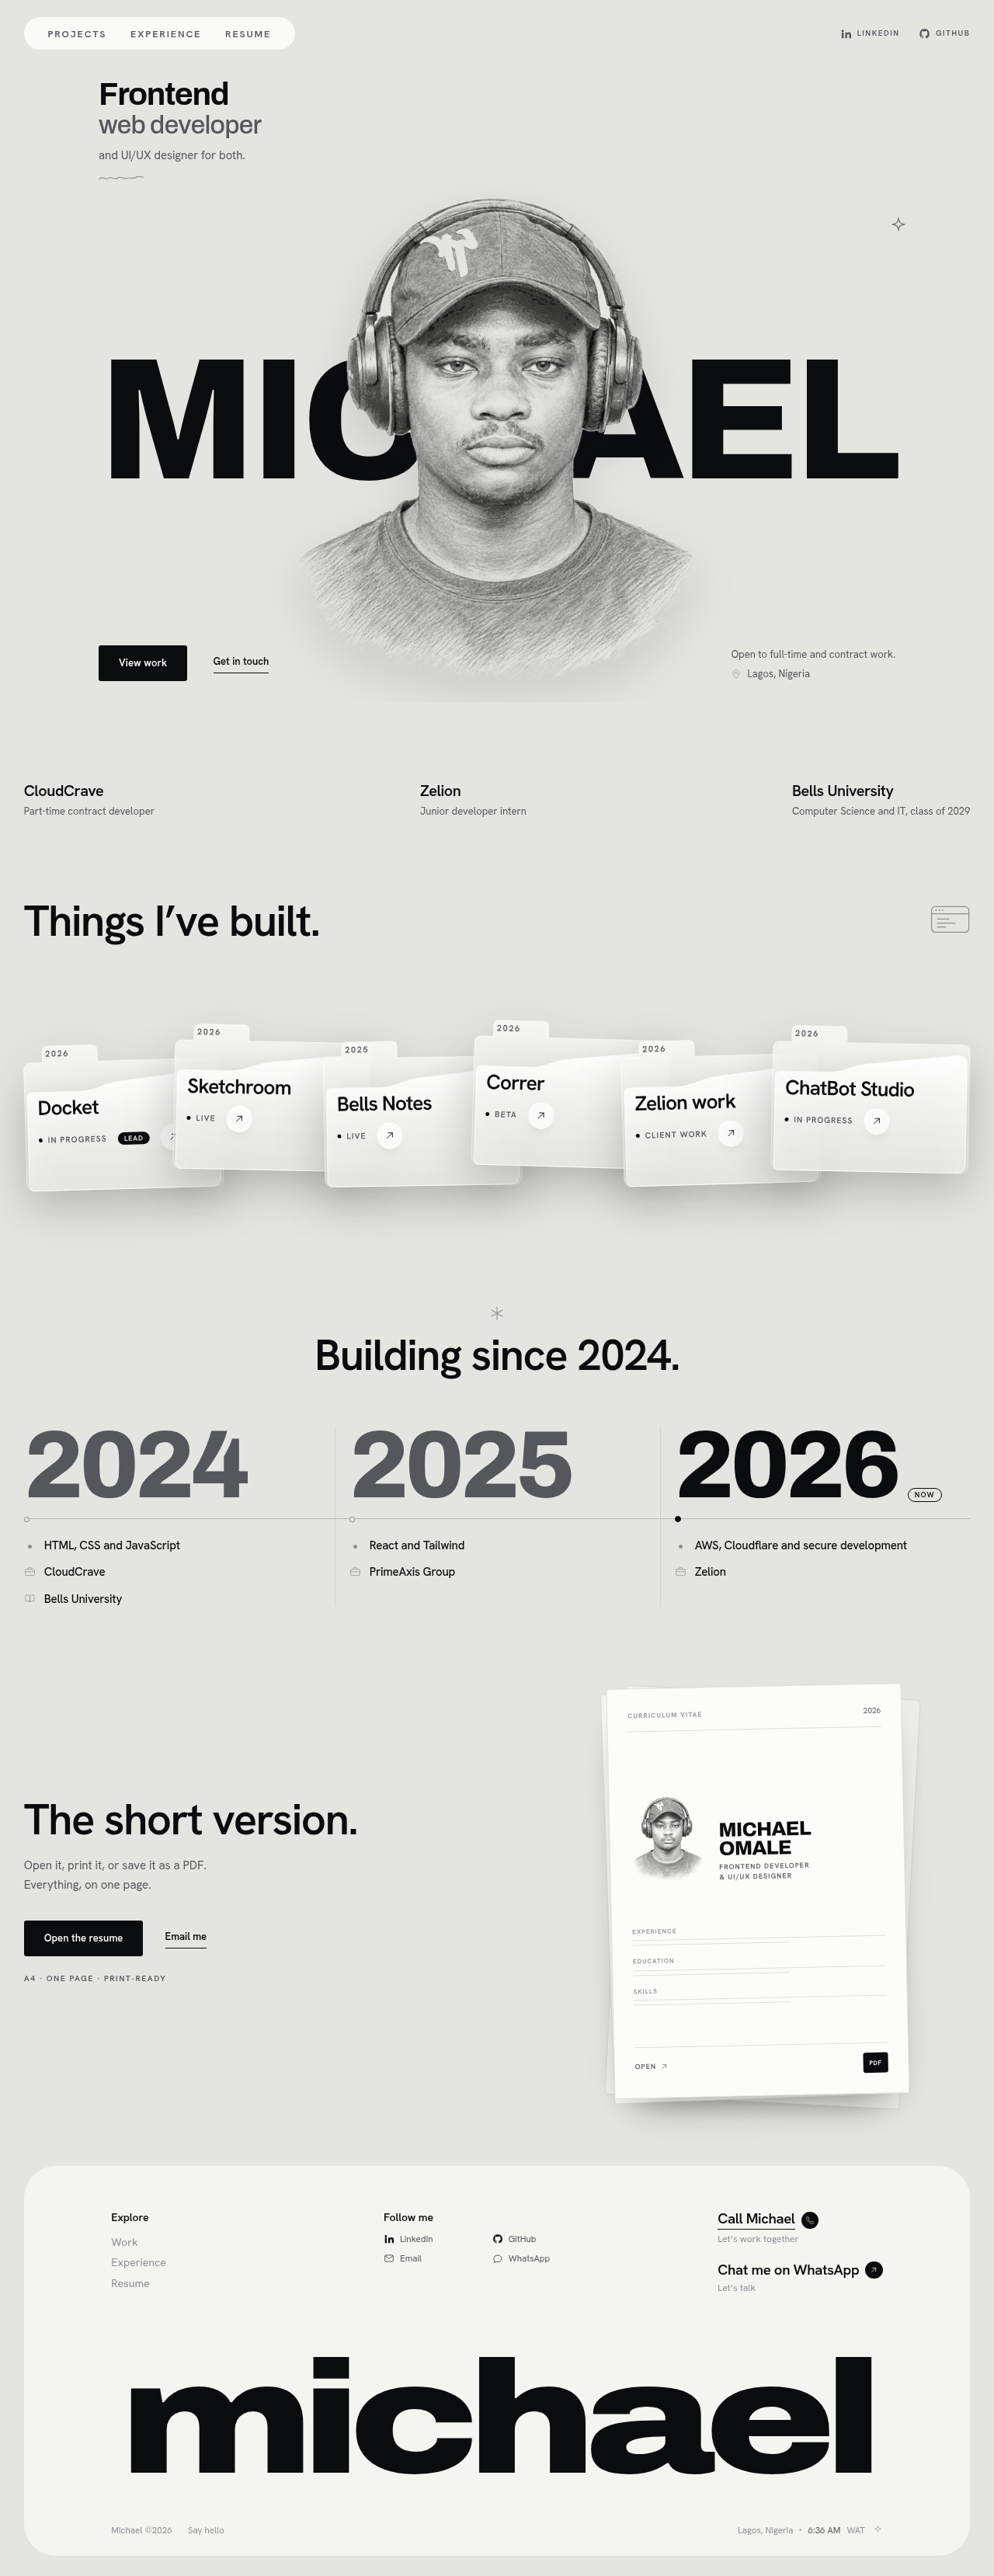 PROJECTS EXPERIENCE RESUME
LINKEDIN GITHUB
Frontend
web developer
and UI/UX designer for both.
MIC AEL
View work
Get in touch
Open to full-time and contract work.
Lagos, Nigeria
CloudCrave
Part-time contract developer
Zelion
Junior developer intern
Bells University
Computer Science and IT, class of 2029
Things I’ve built.
2026
Docket
IN PROGRESS LEAD
2026
Sketchroom
LIVE
2025
Bells Notes
LIVE
2026
Correr
BETA
2026
Zelion work
CLIENT WORK
2026
ChatBot Studio
IN PROGRESS
Building since 2024.
2024
HTML, CSS and JavaScript
CloudCrave
Bells University
2025
React and Tailwind
PrimeAxis Group
2026 NOW
AWS, Cloudflare and secure development
Zelion
The short version.
Open it, print it, or save it as a PDF.
Everything, on one page.
Open the resume
Email me
A4 · ONE PAGE · PRINT-READY
CURRICULUM VITAE 2026
MICHAEL
OMALE
FRONTEND DEVELOPER
& UI/UX DESIGNER
EXPERIENCE
EDUCATION
SKILLS
OPEN
PDF
Explore
Work
Experience
Resume
Follow me
LinkedIn GitHub
Email WhatsApp
Call Michael
Let’s work together
Chat me on WhatsApp
Let’s talk
michael
Michael ©2026 Say hello
Lagos, Nigeria • 6:36 AM WAT